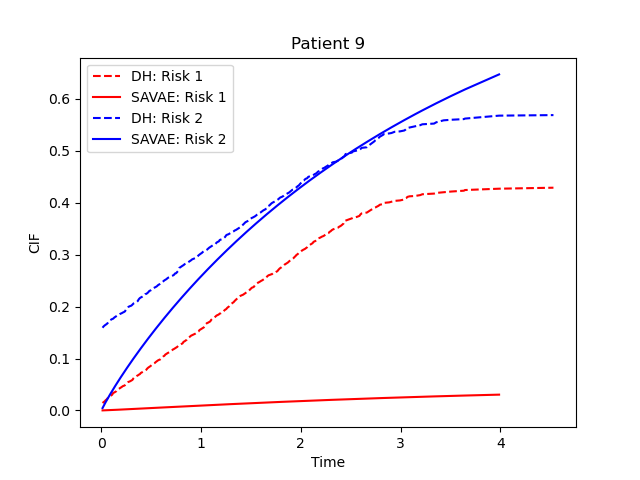 Patient 9
DH: Risk 1
SAVAE: Risk 1
DH: Risk 2
SAVAE: Risk 2
CIF
0.6
0.5
0.4
0.3
0.2
0.1
0.0
0 1 2 3 4
Time